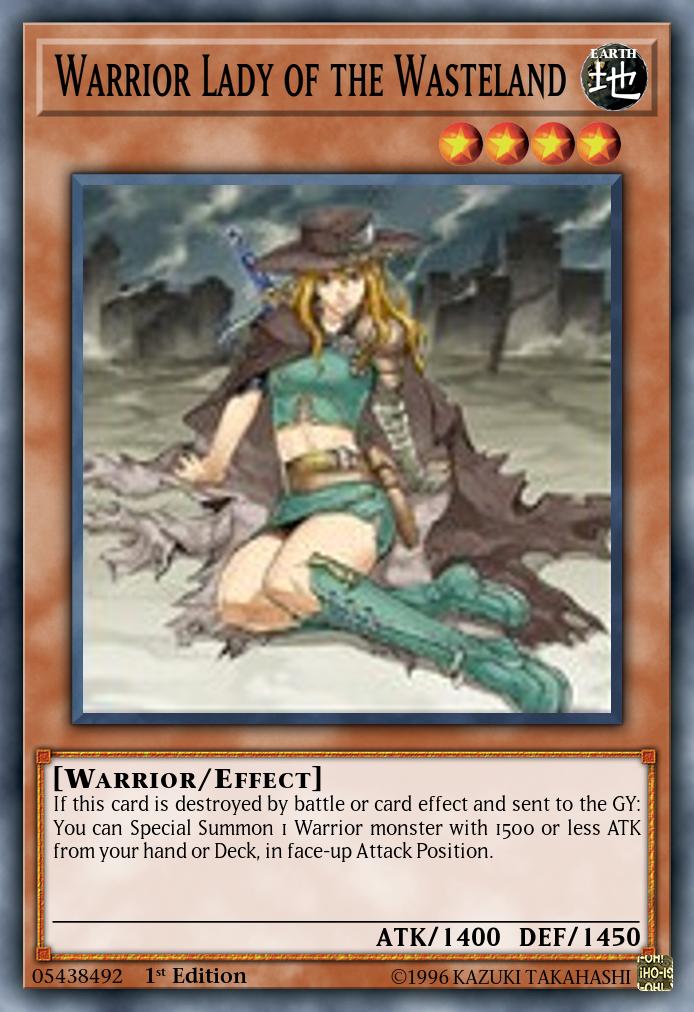 WARRIOR LADY OF THE WASTELAND
EARTH
地
[WARRIOR/EFFECT]
If this card is destroyed by battle or card effect and sent to the GY:
You can Special Summon 1 Warrior monster with 1500 or less ATK
from your hand or Deck, in face-up Attack Position.
ATK/1400 DEF/1450
05438492 1st Edition ©1996 KAZUKI TAKAHASHI